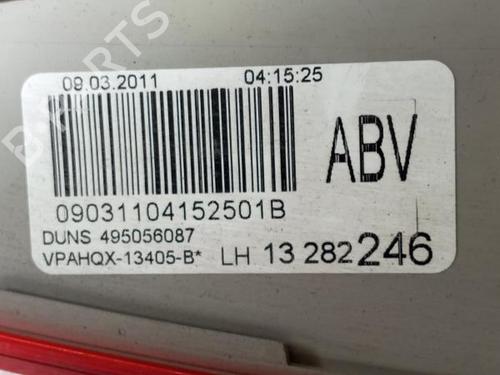 09.03.2011 04:15:25
ABV
09031104152501B
DUNS 495056087
VPAHQX-13405-B* LH 13 282 246